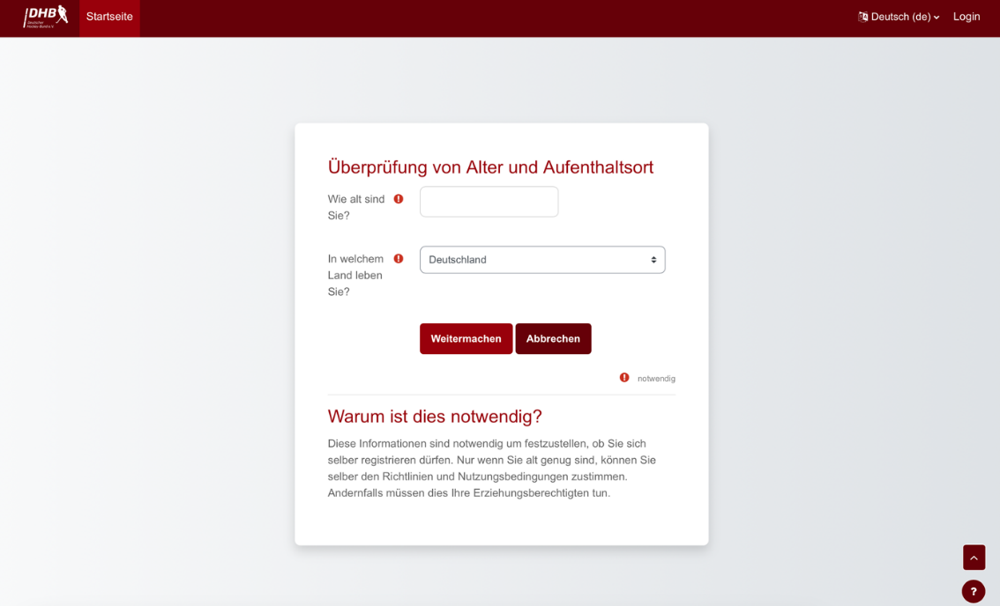 DHB
Deutscher
Hockey-Bund e.V.
Startseite
Deutsch (de)
Login
Überprüfung von Alter und Aufenthaltsort
Wie alt sind
Sie?
In welchem
Land leben
Sie?
Deutschland
Weitermachen
Abbrechen
notwendig
Warum ist dies notwendig?
Diese Informationen sind notwendig um festzustellen, ob Sie sich
selber registrieren dürfen. Nur wenn Sie alt genug sind, können Sie
selber den Richtlinien und Nutzungsbedingungen zustimmen.
Andernfalls müssen dies Ihre Erziehungsberechtigten tun.
?